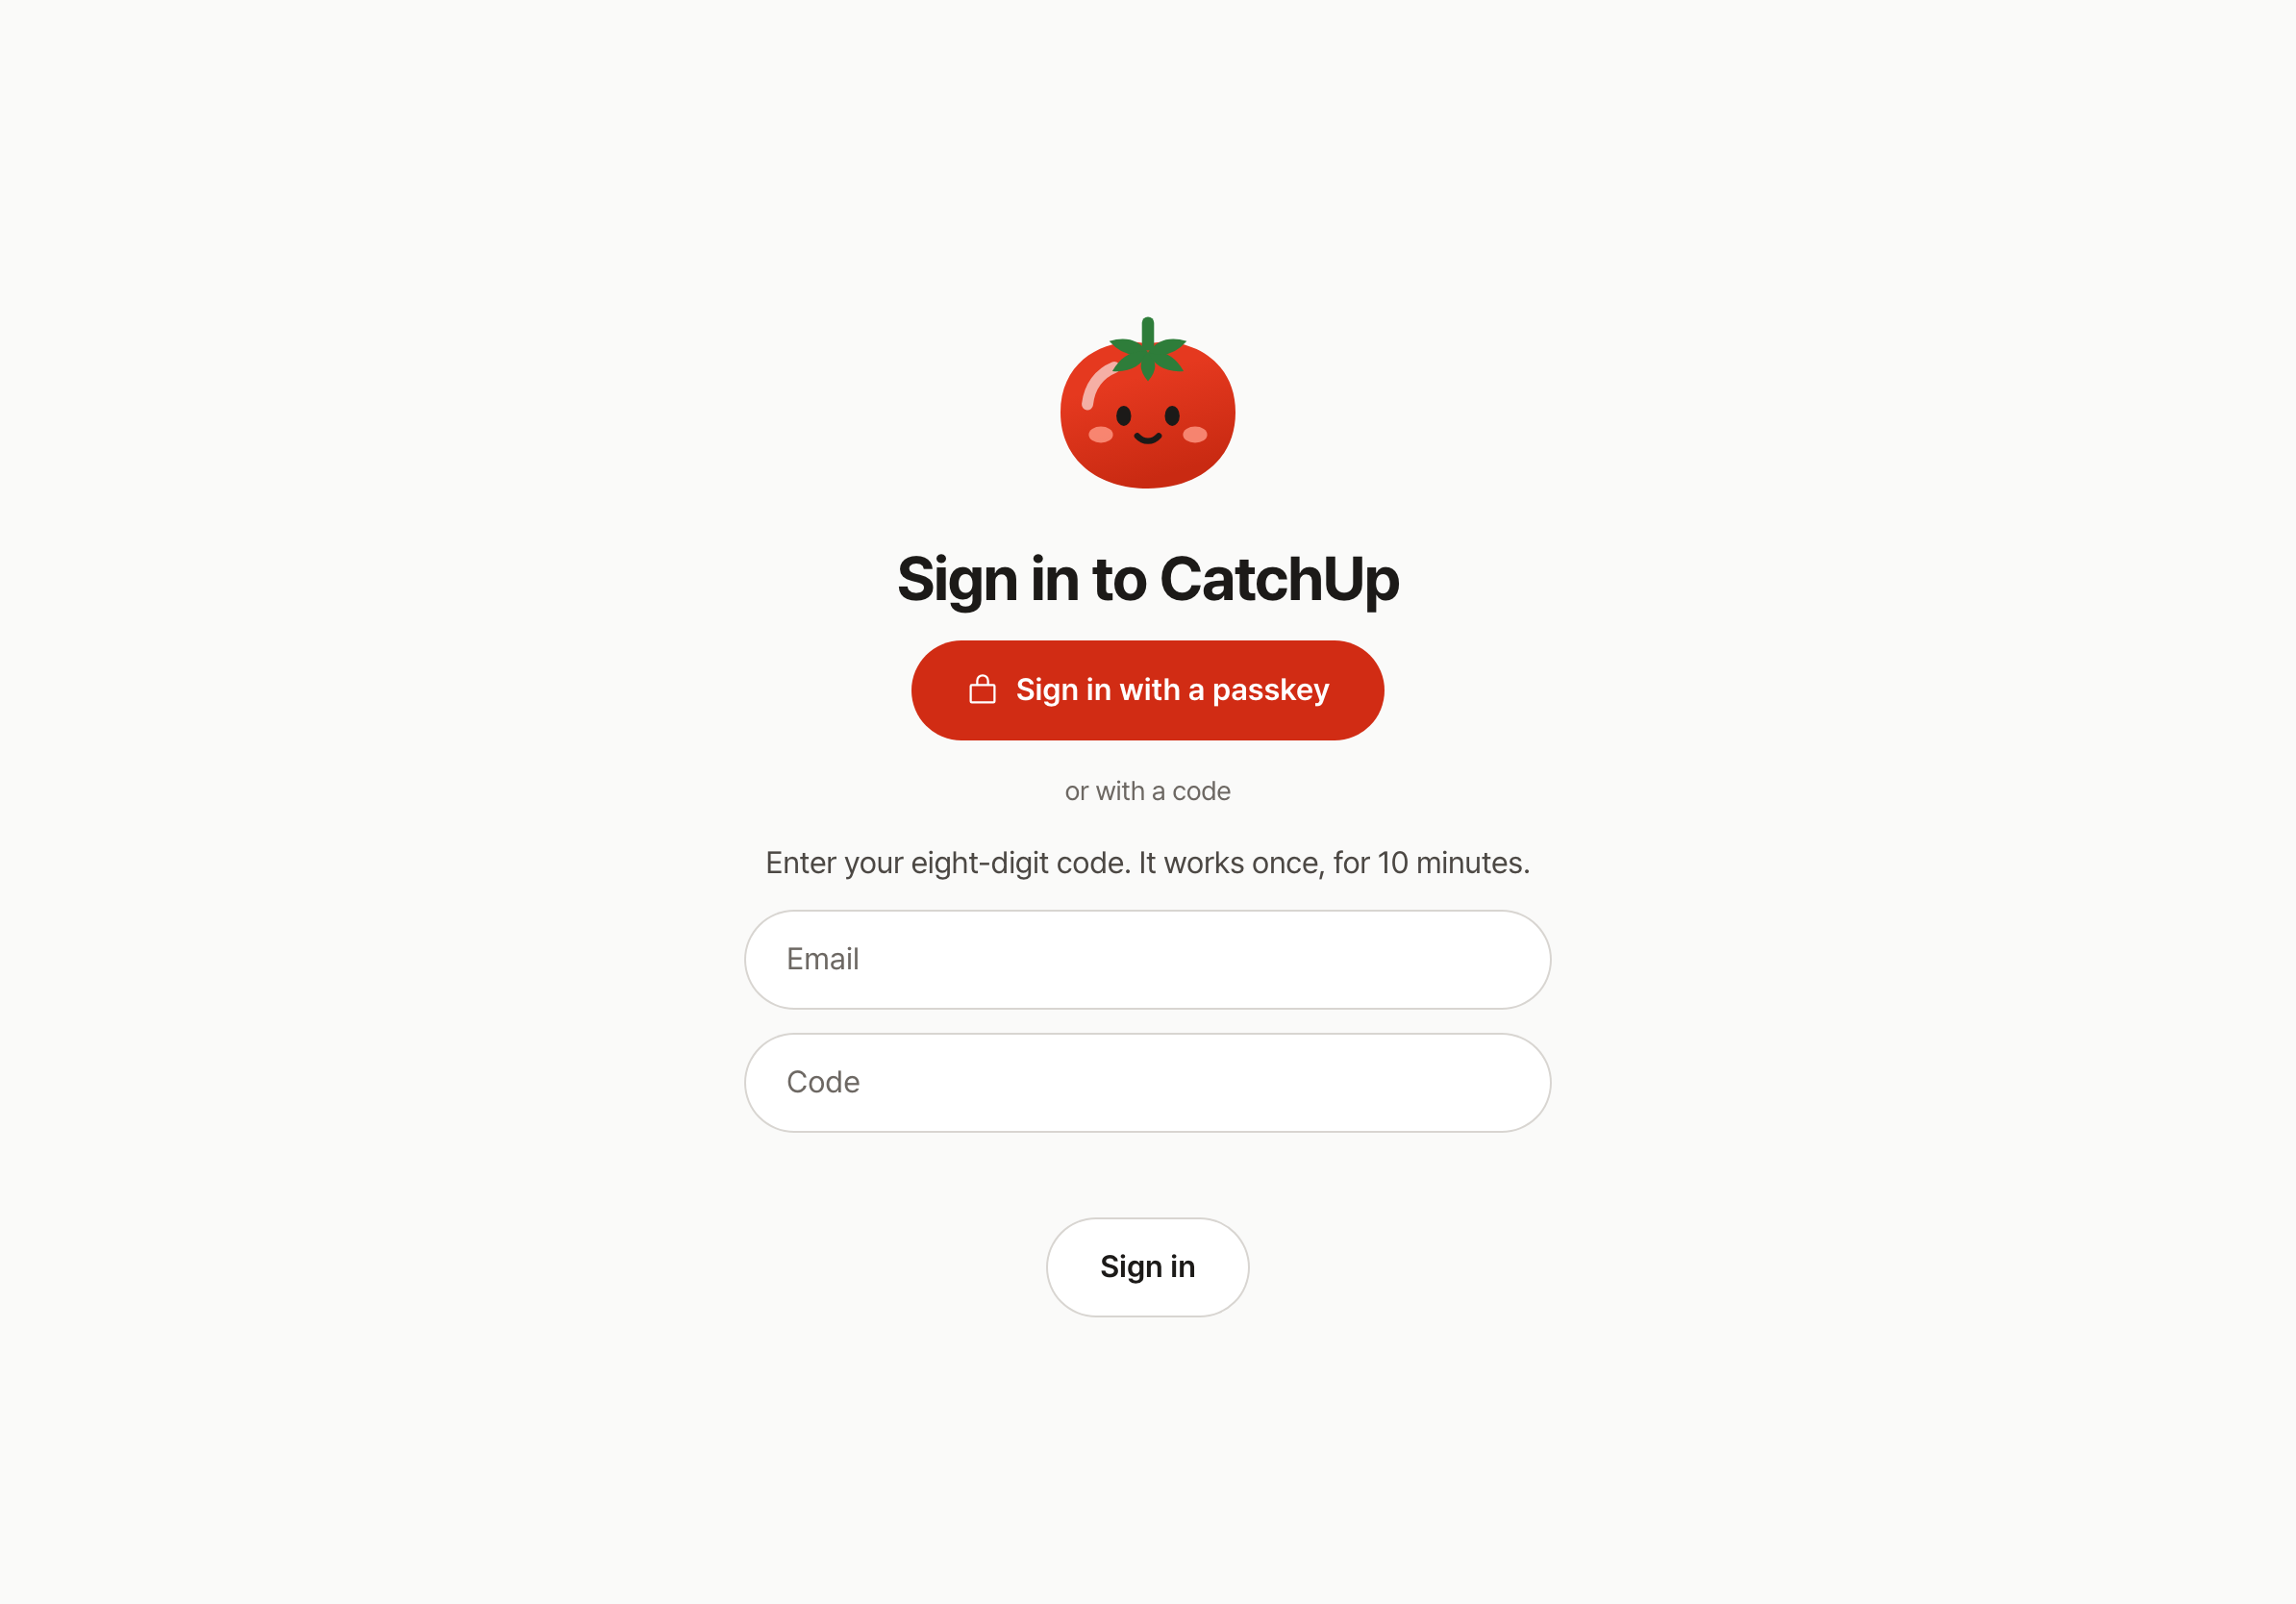 Sign in to CatchUp
Sign in with a passkey
or with a code
Enter your eight-digit code. It works once, for 10 minutes.
Email
Code
Sign in